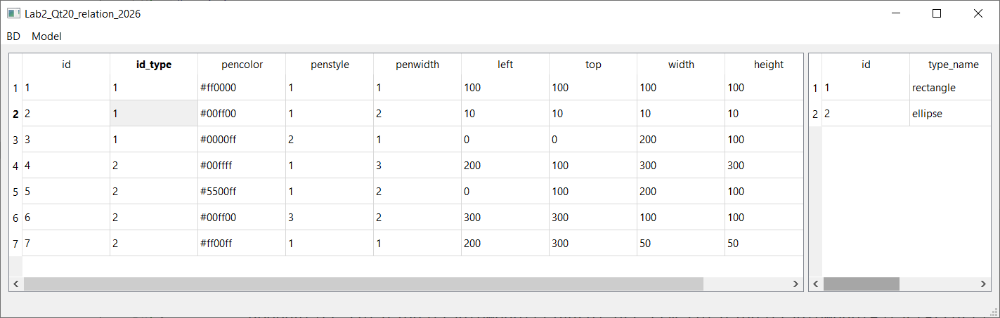 Lab2_Qt20_relation_2026
BD Model
id id_type pencolor penstyle penwidth left top width height
1 1 1 #ff0000 1 1 100 100 100 100
2 2 1 #00ff00 1 2 10 10 10 10
3 3 1 #0000ff 2 1 0 0 200 100
4 4 2 #00ffff 1 3 200 100 300 300
5 5 2 #5500ff 1 2 0 100 200 100
6 6 2 #00ff00 3 2 300 300 100 100
7 7 2 #ff00ff 1 1 200 300 50 50
id type_name
1 1 rectangle
2 2 ellipse